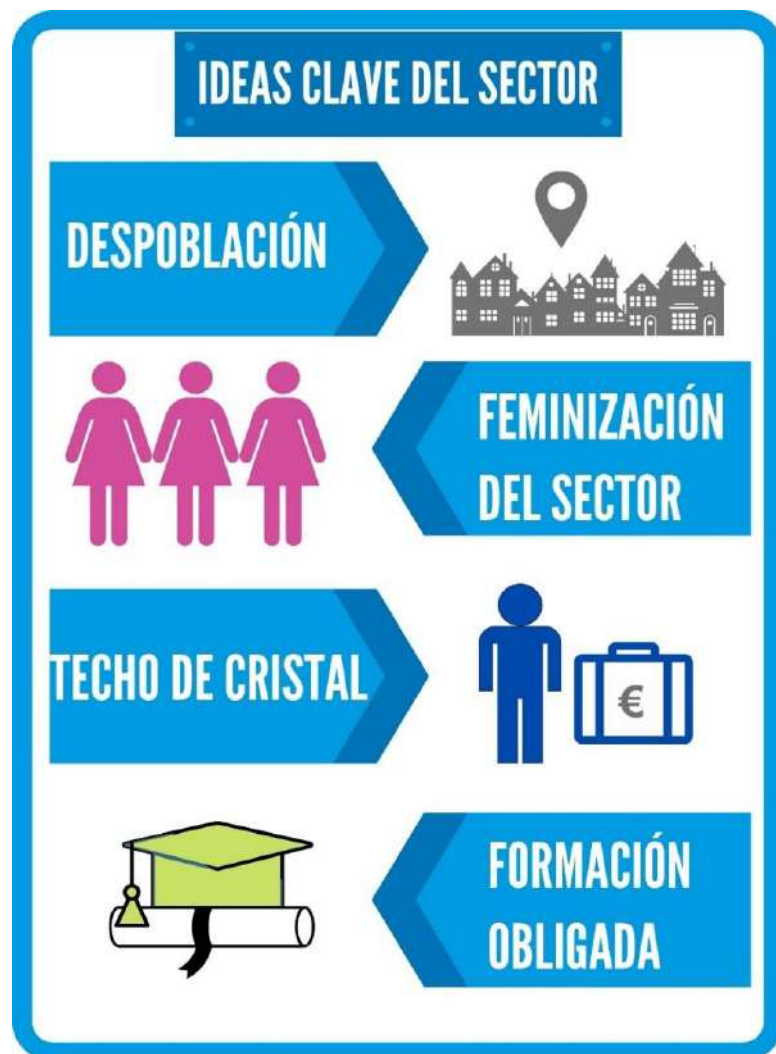 IDEAS CLAVE DEL SECTOR
DESPOBLACIÓN
FEMINIZACIÓN
DEL SECTOR
TECHO DE CRISTAL
€
FORMACIÓN
OBLIGADA